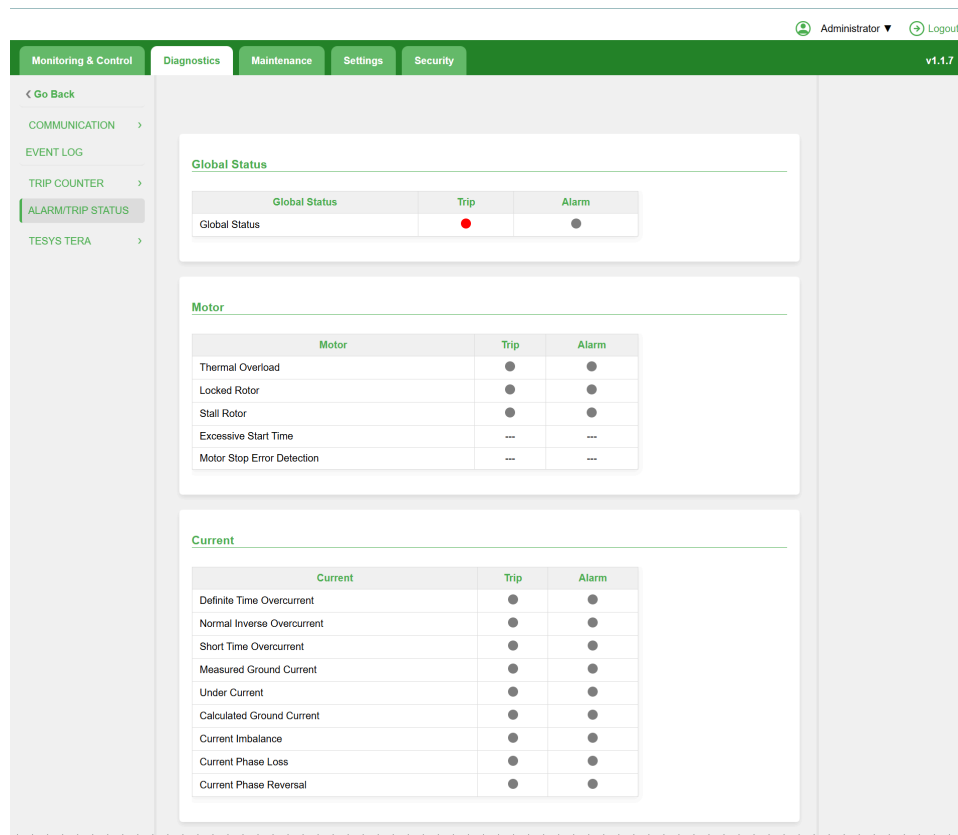 Administrator ▼ Logout
Monitoring & Control Diagnostics Maintenance Settings Security v1.1.7
Go Back
COMMUNICATION
EVENT LOG
TRIP COUNTER
ALARM/TRIP STATUS
TESYS TERA
Global Status
Global Status Trip Alarm
Global Status
Motor
Motor Trip Alarm
Thermal Overload
Locked Rotor
Stall Rotor
Excessive Start Time --- ---
Motor Stop Error Detection --- ---
Current
Current Trip Alarm
Definite Time Overcurrent
Normal Inverse Overcurrent
Short Time Overcurrent
Measured Ground Current
Under Current
Calculated Ground Current
Current Imbalance
Current Phase Loss
Current Phase Reversal